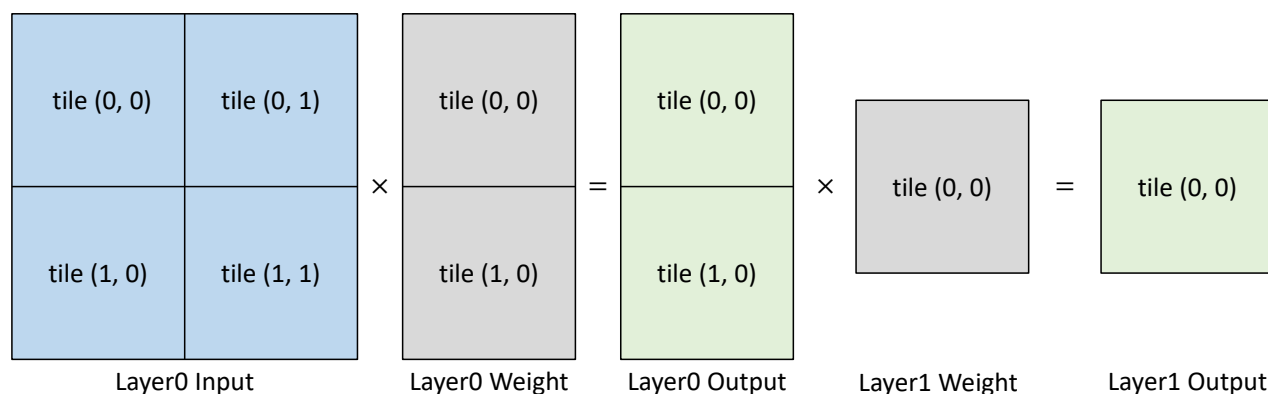 tile (0, 0) tile (0, 1) tile (0, 0) tile (0, 0)
× = × tile (0, 0) = tile (0, 0)
tile (1, 0) tile (1, 1) tile (1, 0) tile (1, 0)
Layer0 Input Layer0 Weight Layer0 Output Layer1 Weight Layer1 Output